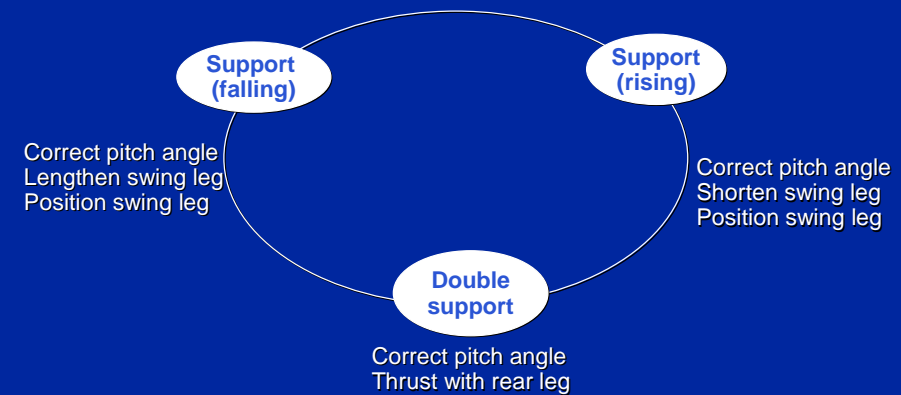 Support
(falling)
Support
(rising)
Correct pitch angle
Lengthen swing leg
Position swing leg
Correct pitch angle
Shorten swing leg
Position swing leg
Double
support
Correct pitch angle
Thrust with rear leg